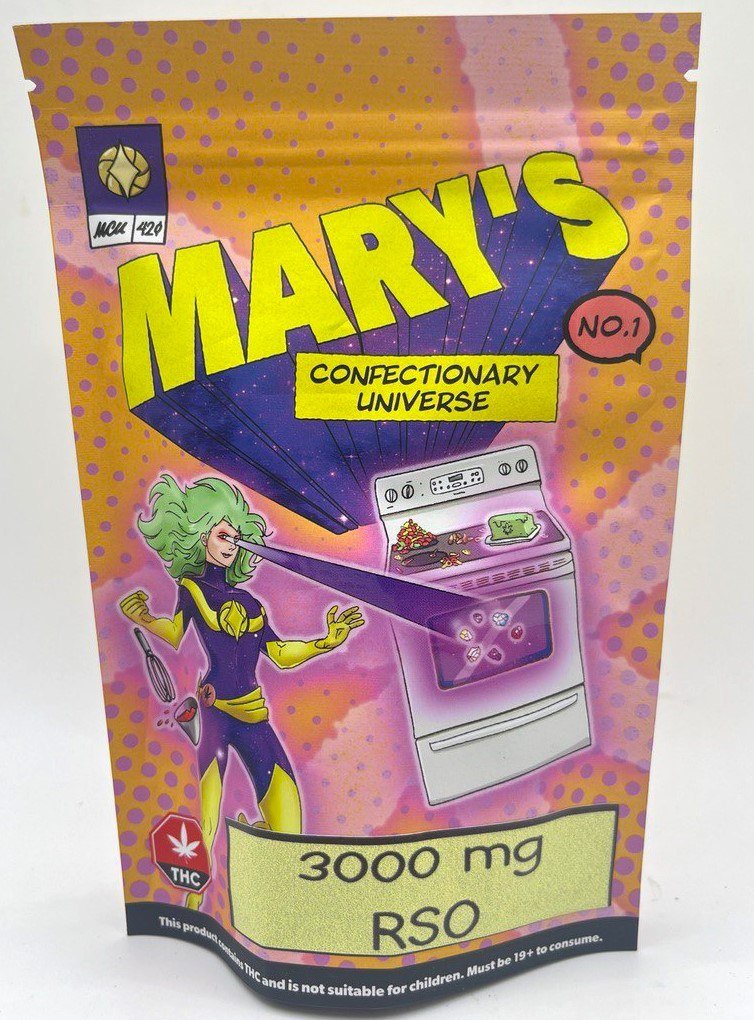 MCU 420
MARY'S
NO.1
CONFECTIONARY
UNIVERSE
THC
3000 mg
RSO
This product contains THC and is not suitable for children. Must be 19+ to consume.